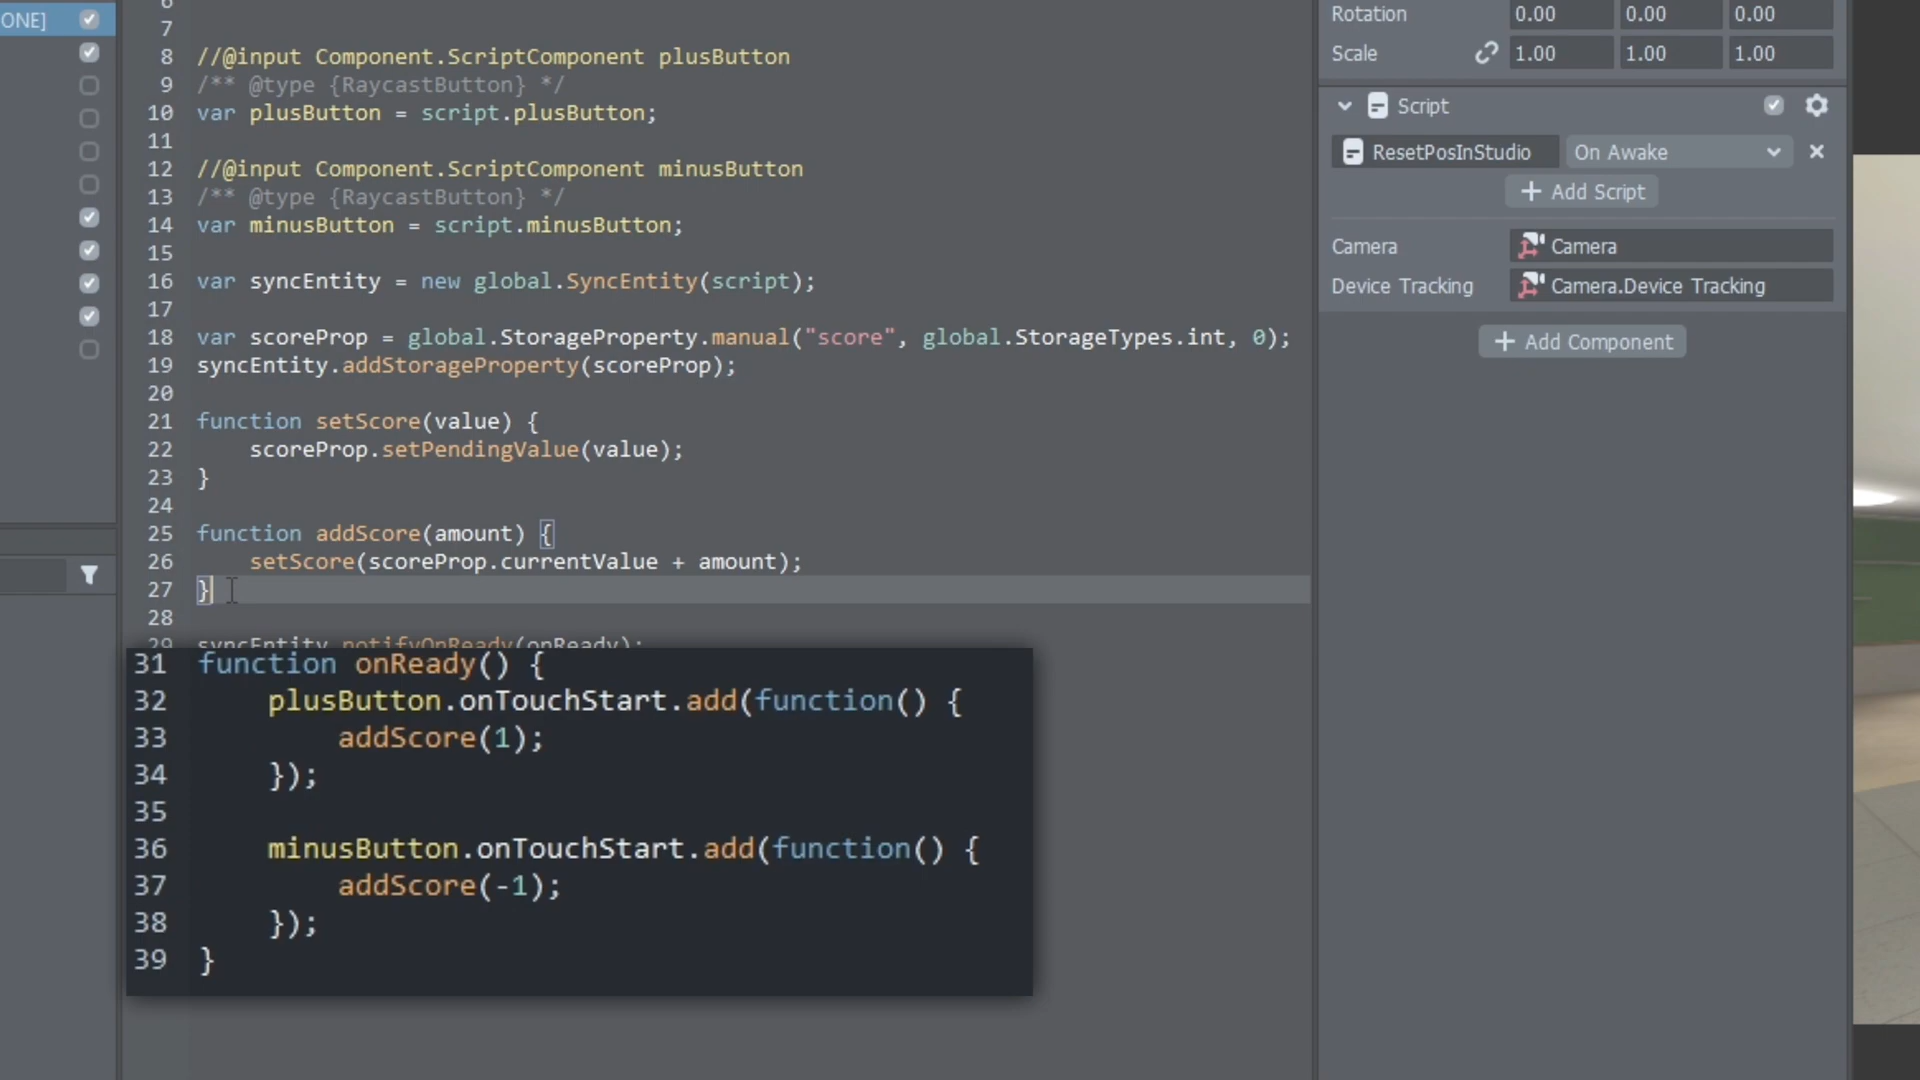 ONE]
6
7
8 //@input Component.ScriptComponent plusButton
9 /** @type {RaycastButton} */
10 var plusButton = script.plusButton;
11
12 //@input Component.ScriptComponent minusButton
13 /** @type {RaycastButton} */
14 var minusButton = script.minusButton;
15
16 var syncEntity = new global.SyncEntity(script);
17
18 var scoreProp = global.StorageProperty.manual("score", global.StorageTypes.int, 0);
19 syncEntity.addStorageProperty(scoreProp);
20
21 function setScore(value) {
22 scoreProp.setPendingValue(value);
23 }
24
25 function addScore(amount) {
26 setScore(scoreProp.currentValue + amount);
27 }
28
29 syncEntity.notifyOnReady(onReady);
31 function onReady() {
32 plusButton.onTouchStart.add(function() {
33 addScore(1);
34 });
35
36 minusButton.onTouchStart.add(function() {
37 addScore(-1);
38 });
39 }
Rotation 0.00 0.00 0.00
Scale 1.00 1.00 1.00
Script
ResetPosInStudio On Awake
+ Add Script
Camera Camera
Device Tracking Camera.Device Tracking
+ Add Component